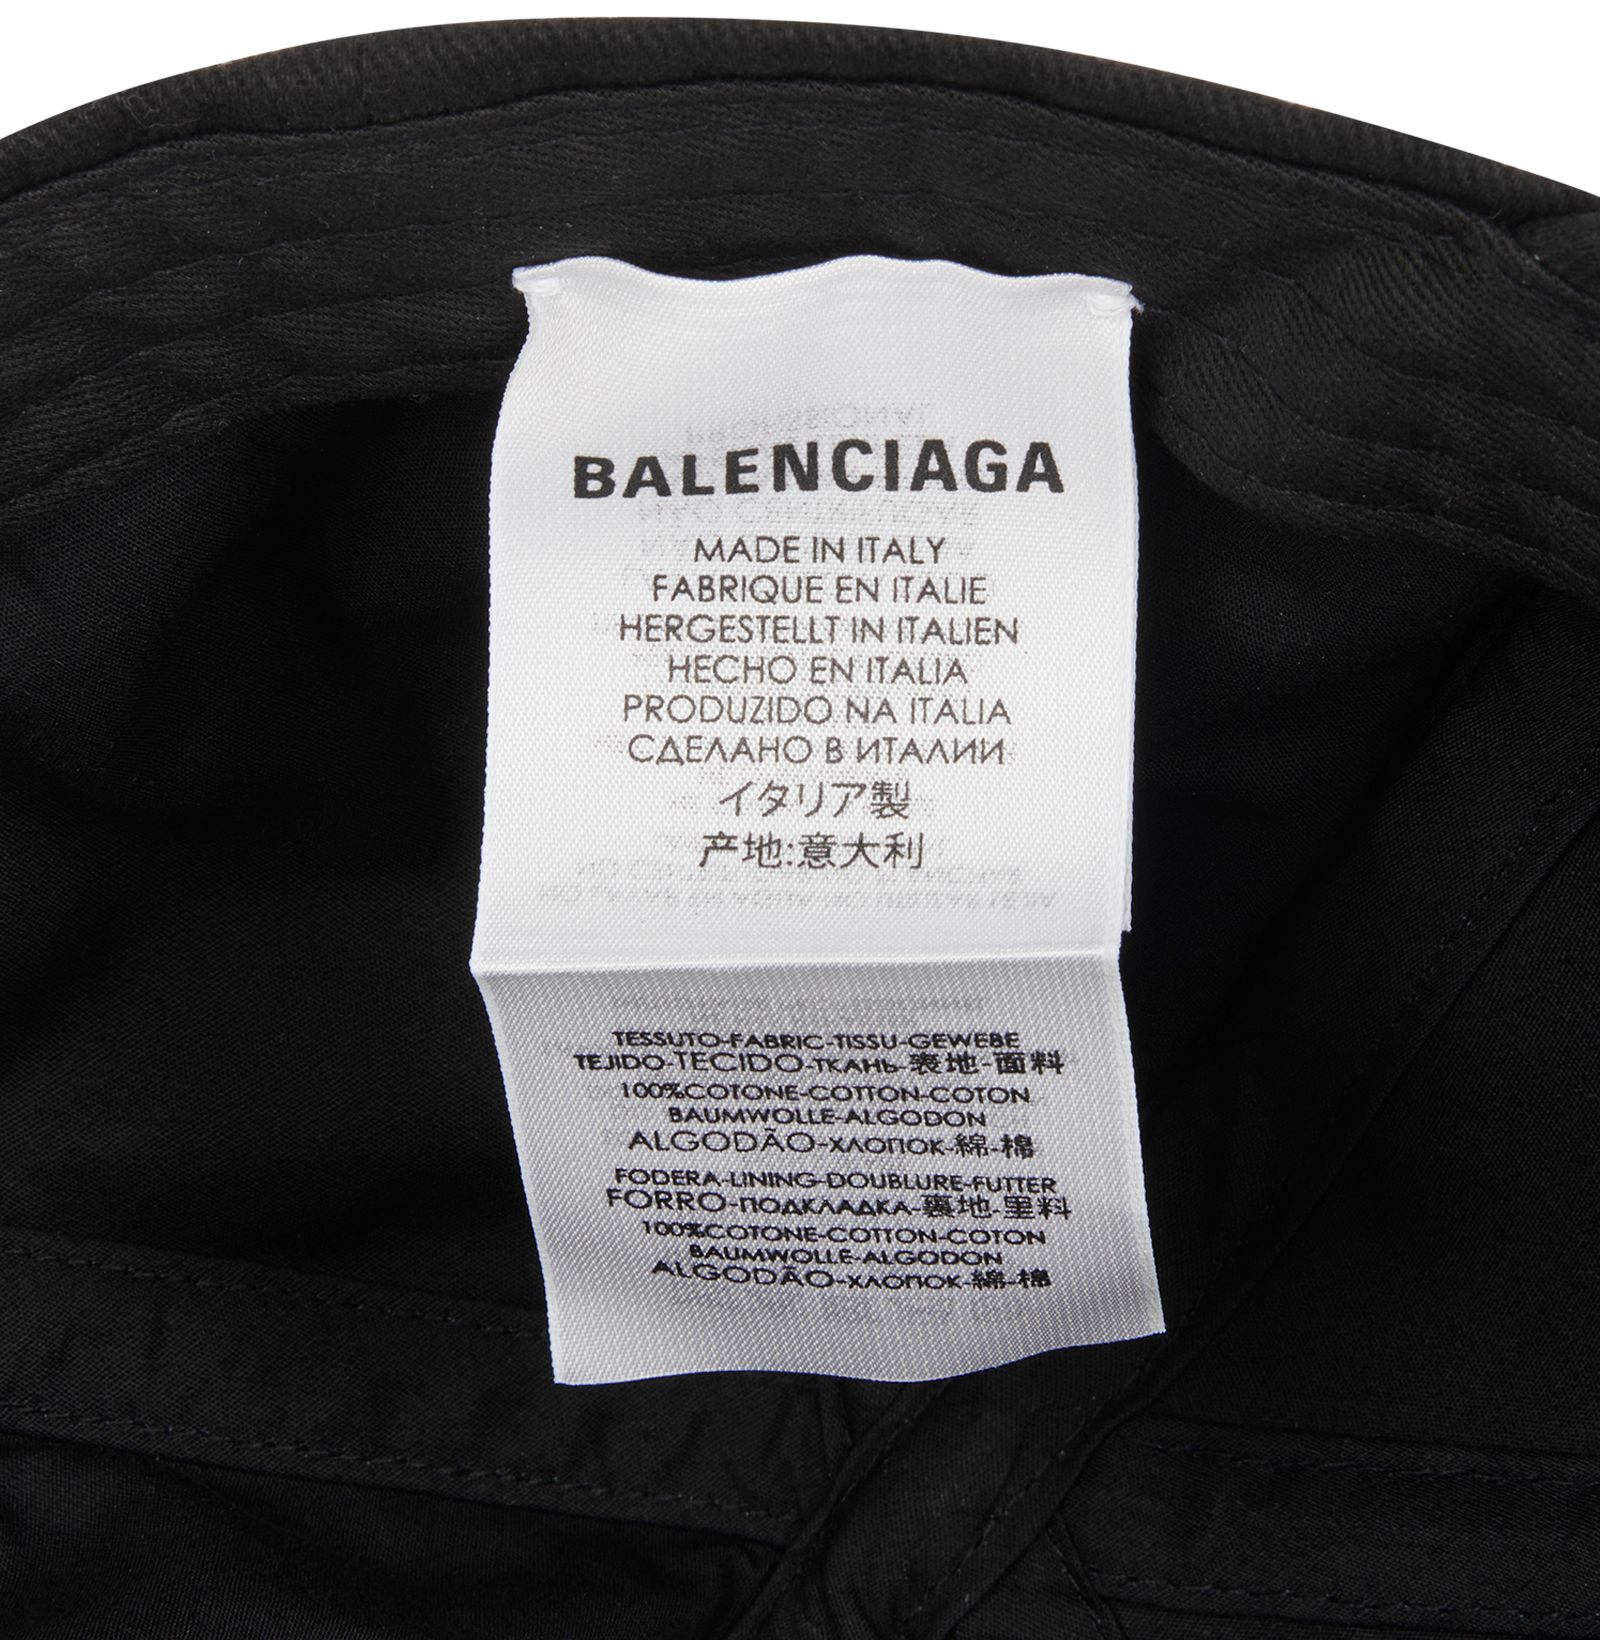 BALENCIAGA
MADE IN ITALY
FABRIQUE EN ITALIE
HERGESTELLT IN ITALIEN
HECHO EN ITALIA
PRODUZIDO NA ITALIA
СДЕЛАНО В ИТАЛИИ
イタリア製
产地:意大利
TESSUTO-FABRIC-TISSU-GEWEBE
TEJIDO-TECIDO-ТКАНЬ-表地-面料
100%COTONE-COTTON-COTON
BAUMWOLLE-ALGODON
ALGODÃO-ХЛОПОК-綿-棉
FODERA-LINING-DOUBLURE-FUTTER
FORRO-ПОДКЛАДКА-裏地-里料
100%COTONE-COTTON-COTON
BAUMWOLLE-ALGODON
ALGODÃO-ХЛОПОК-綿-棉